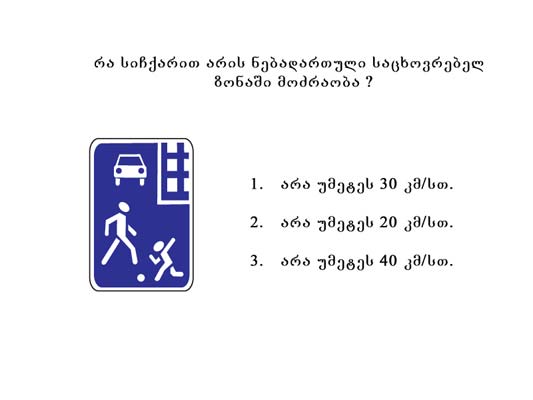 რა სიჩქარით არის ნებადართული საცხოვრებელ
ზონაში მოძრაობა ?
1. არა უმეტეს 30 კმ/სთ.
2. არა უმეტეს 20 კმ/სთ.
3. არა უმეტეს 40 კმ/სთ.